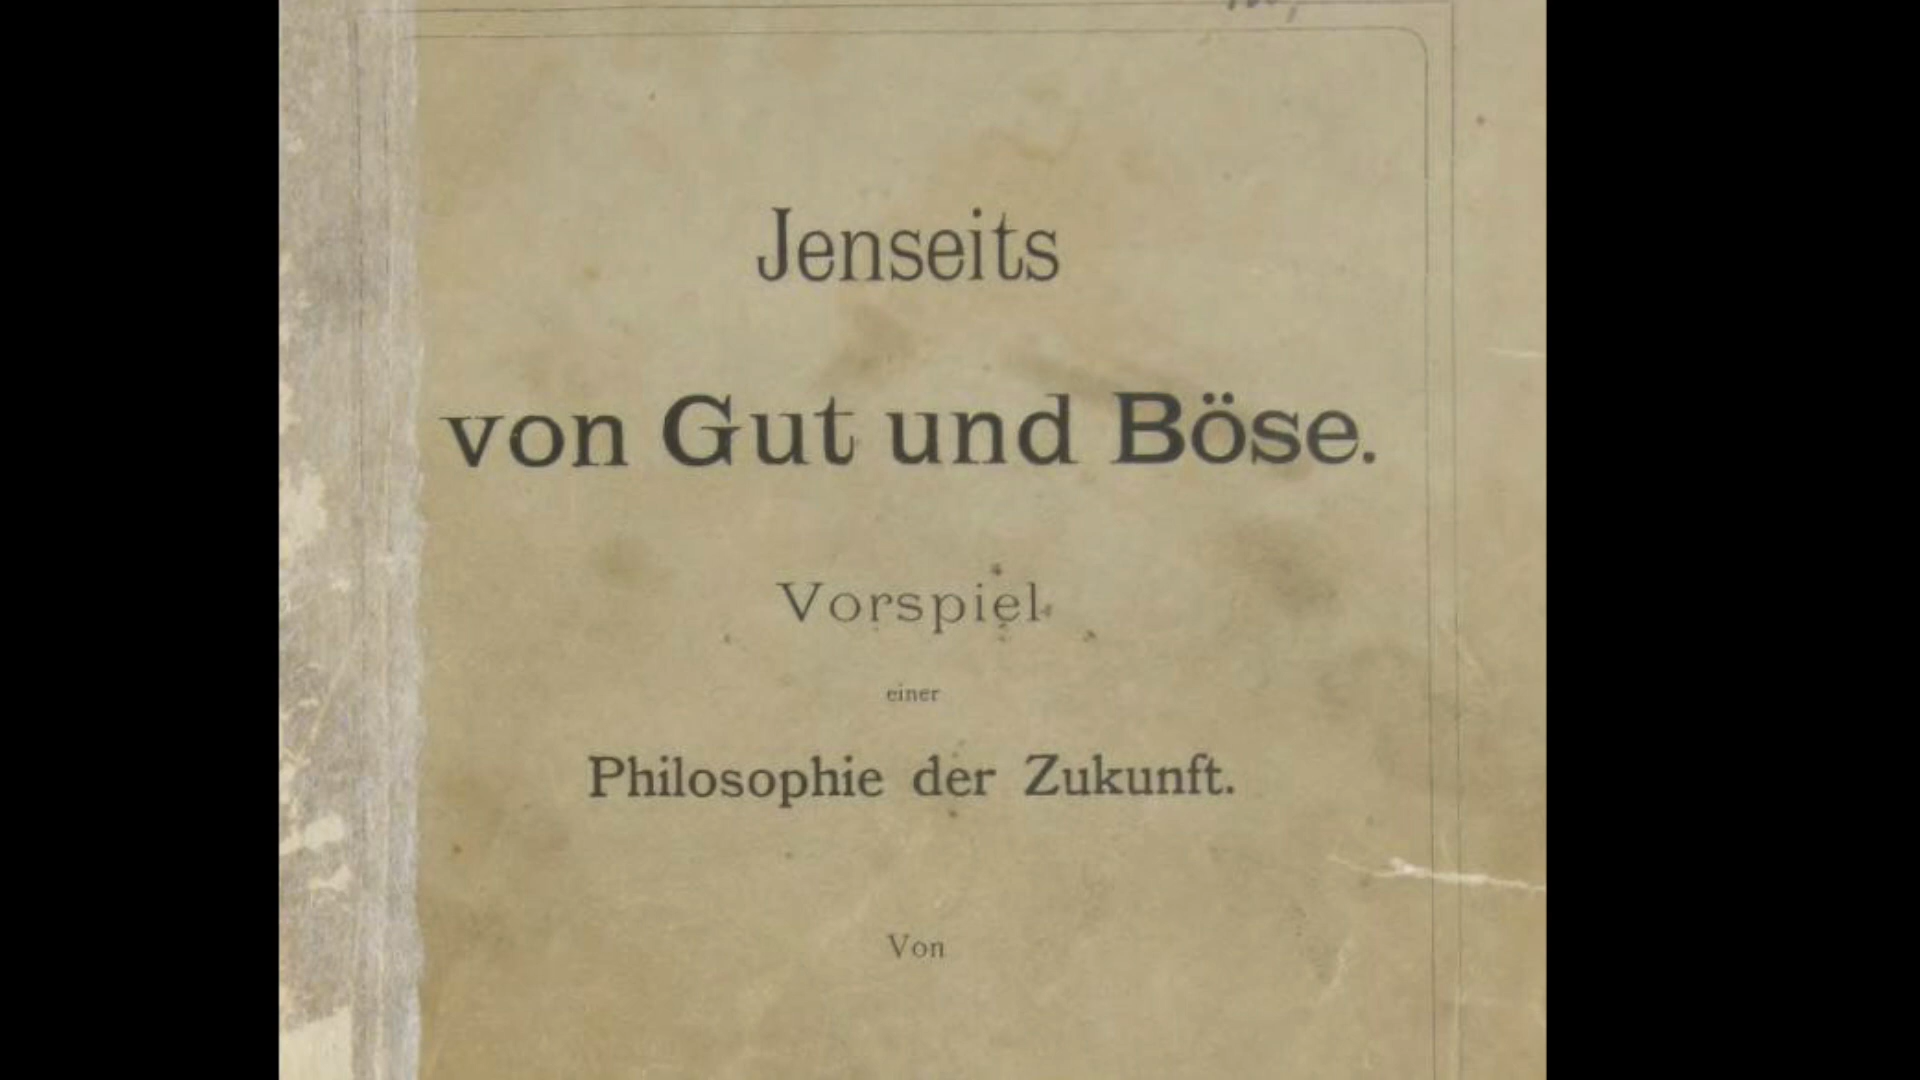 Jenseits
von Gut und Böse.
Vorspiel
einer
Philosophie der Zukunft.
Von